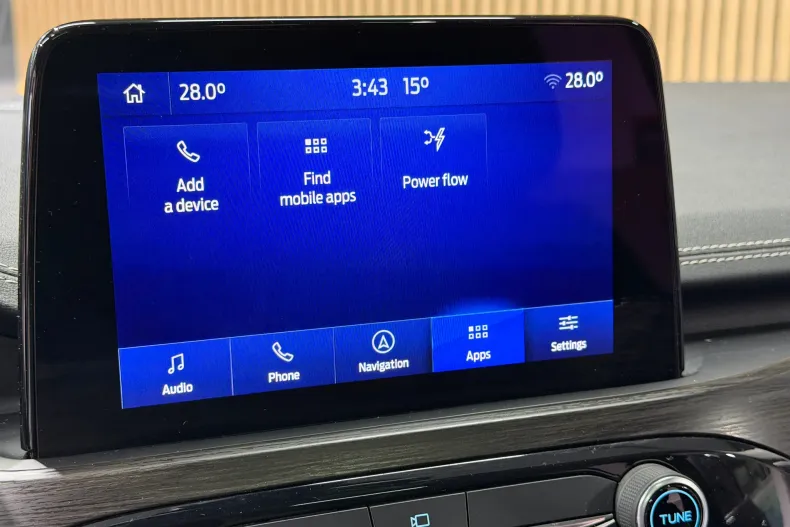 28.0º
3:43 15º
28.0º
Add
a device
Find
mobile apps
Power flow
Audio
Phone
Navigation
Apps
Settings
TUNE